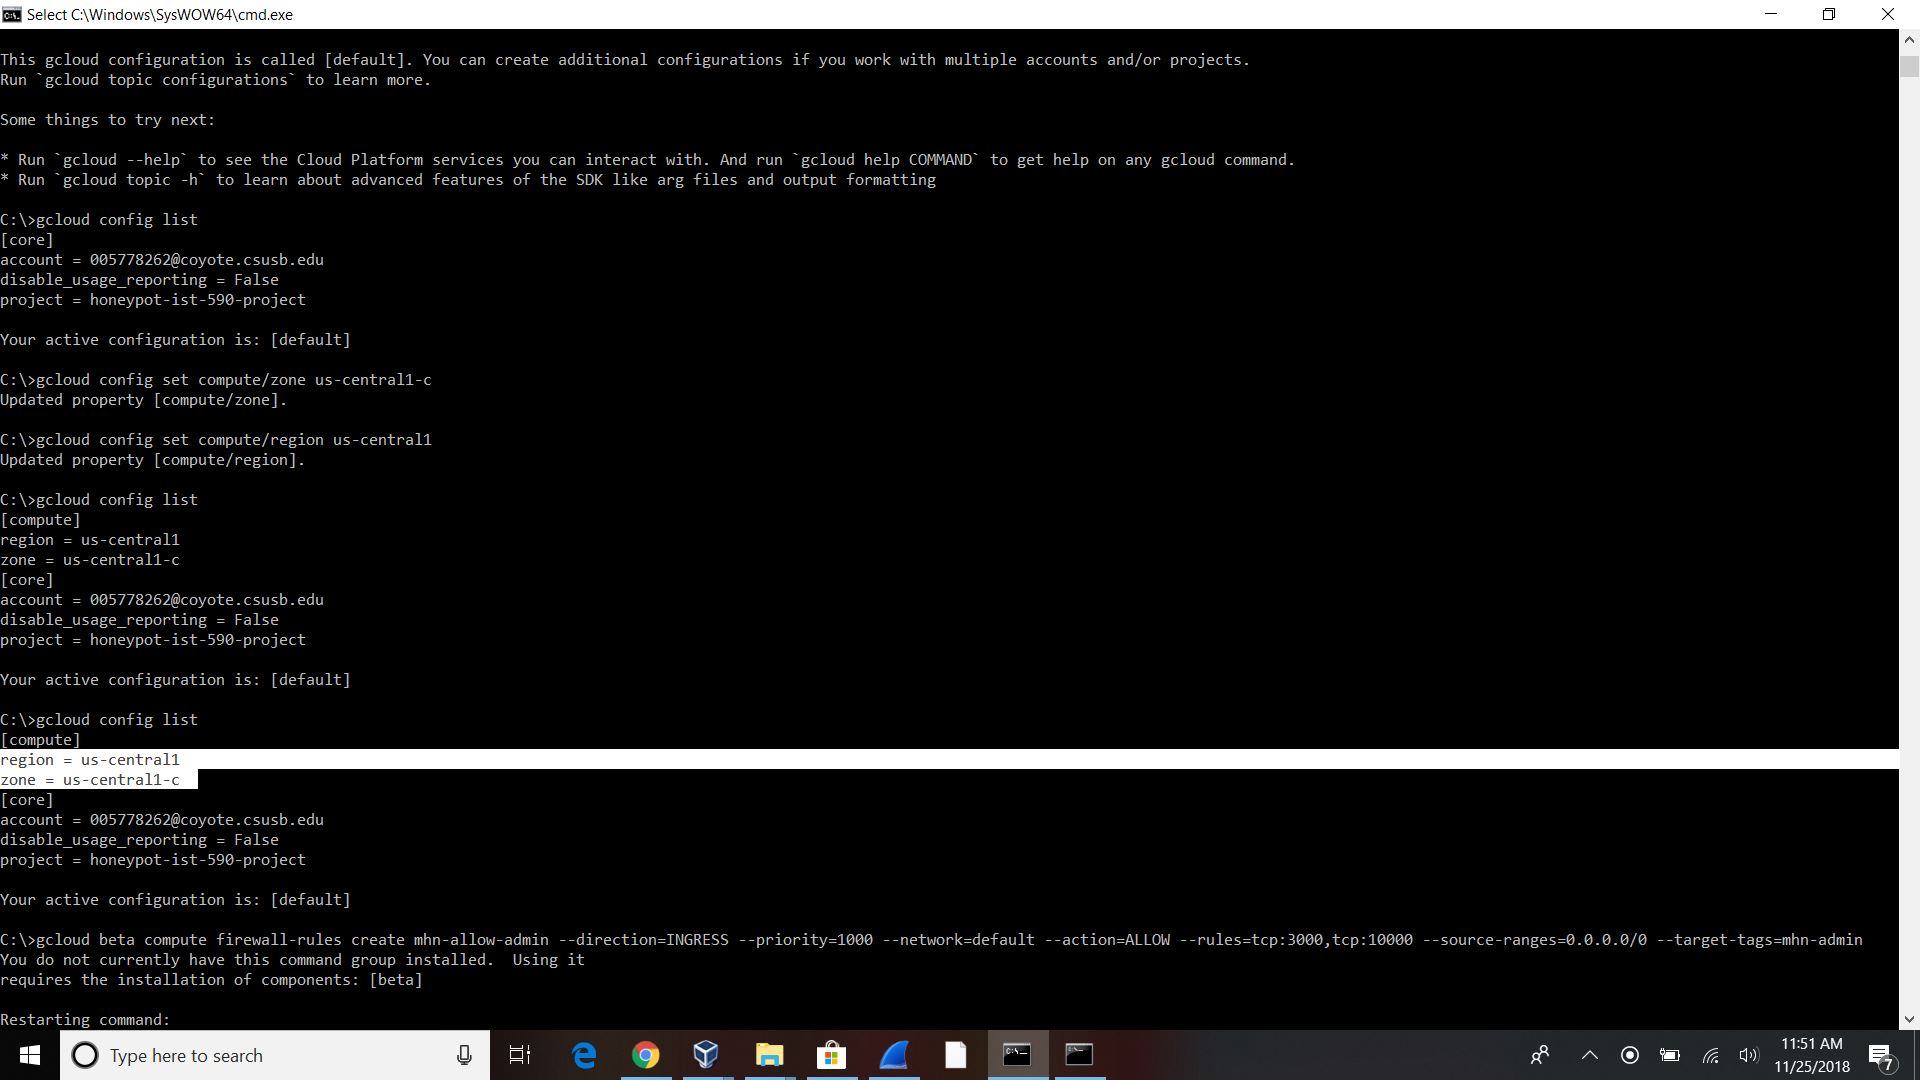 Select C:\Windows\SysWOW64\cmd.exe
This gcloud configuration is called [default]. You can create additional configurations if you work with multiple accounts and/or projects.
Run `gcloud topic configurations` to learn more.
Some things to try next:
* Run `gcloud --help` to see the Cloud Platform services you can interact with. And run `gcloud help COMMAND` to get help on any gcloud command.
* Run `gcloud topic -h` to learn about advanced features of the SDK like arg files and output formatting
C:\>gcloud config list
[core]
account = 005778262@coyote.csusb.edu
disable_usage_reporting = False
project = honeypot-ist-590-project
Your active configuration is: [default]
C:\>gcloud config set compute/zone us-central1-c
Updated property [compute/zone].
C:\>gcloud config set compute/region us-central1
Updated property [compute/region].
C:\>gcloud config list
[compute]
region = us-central1
zone = us-central1-c
[core]
account = 005778262@coyote.csusb.edu
disable_usage_reporting = False
project = honeypot-ist-590-project
Your active configuration is: [default]
C:\>gcloud config list
[compute]
region = us-central1
zone = us-central1-c
[core]
account = 005778262@coyote.csusb.edu
disable_usage_reporting = False
project = honeypot-ist-590-project
Your active configuration is: [default]
C:\>gcloud beta compute firewall-rules create mhn-allow-admin --direction=INGRESS --priority=1000 --network=default --action=ALLOW --rules=tcp:3000,tcp:10000 --source-ranges=0.0.0.0/0 --target-tags=mhn-admin
You do not currently have this command group installed.  Using it
requires the installation of components: [beta]
Restarting command:
Type here to search
11:51 AM
11/25/2018
7